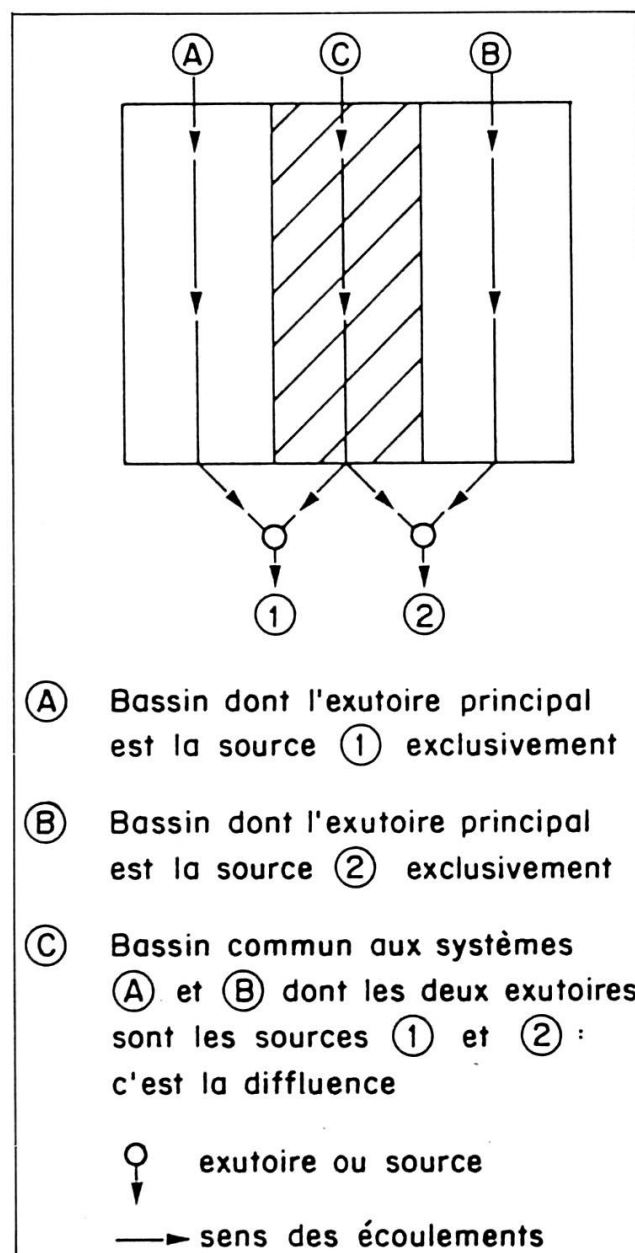 A C B
1 2
A Bassin dont l'exutoire principal
est la source 1 exclusivement
B Bassin dont l'exutoire principal
est la source 2 exclusivement
C Bassin commun aux systèmes
A et B dont les deux exutoires
sont les sources 1 et 2 :
c'est la diffluence
exutoire ou source
sens des écoulements